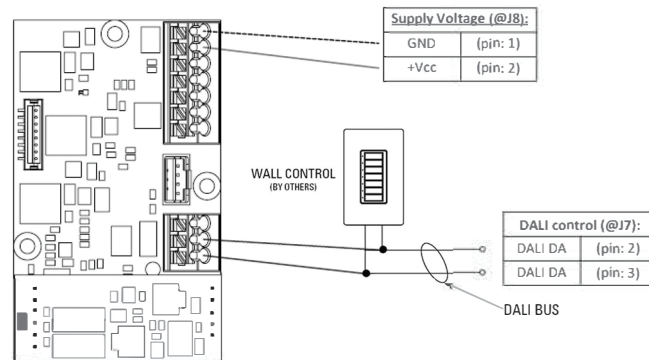 Supply Voltage (@J8):
GND (pin: 1)
+Vcc (pin: 2)
WALL CONTROL
(BY OTHERS)
DALI control (@J7):
DALI DA (pin: 2)
DALI DA (pin: 3)
DALI BUS